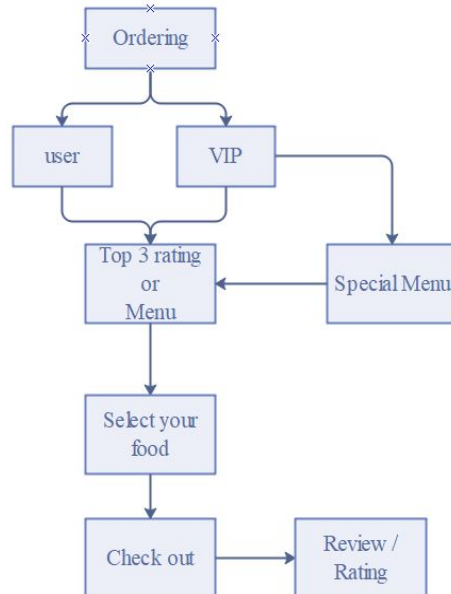 Ordering
user
VIP
Top 3 rating
or
Menu
Special Menu
Select your
food
Check out
Review /
Rating